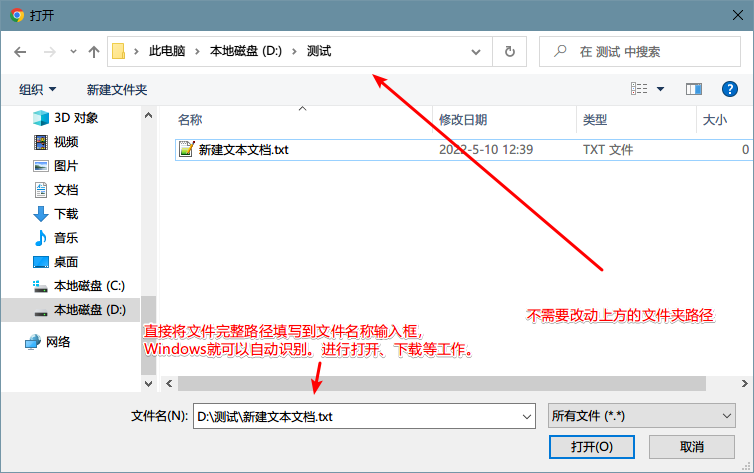 打开
此电脑 > 本地磁盘 (D:) > 测试
在 测试 中搜索
组织 新建文件夹
名称 修改日期 类型 大小
新建文本文档.txt 2022-5-10 12:39 TXT 文件 0
3D 对象
视频
图片
文档
下载
音乐
桌面
本地磁盘 (C:)
本地磁盘 (D:)
网络
不需要改动上方的文件夹路径
直接将文件完整路径填写到文件名称输入框,
Windows就可以自动识别。进行打开、下载等工作。
文件名(N): D:\测试\新建文本文档.txt 所有文件 (*.*)
打开(O) 取消